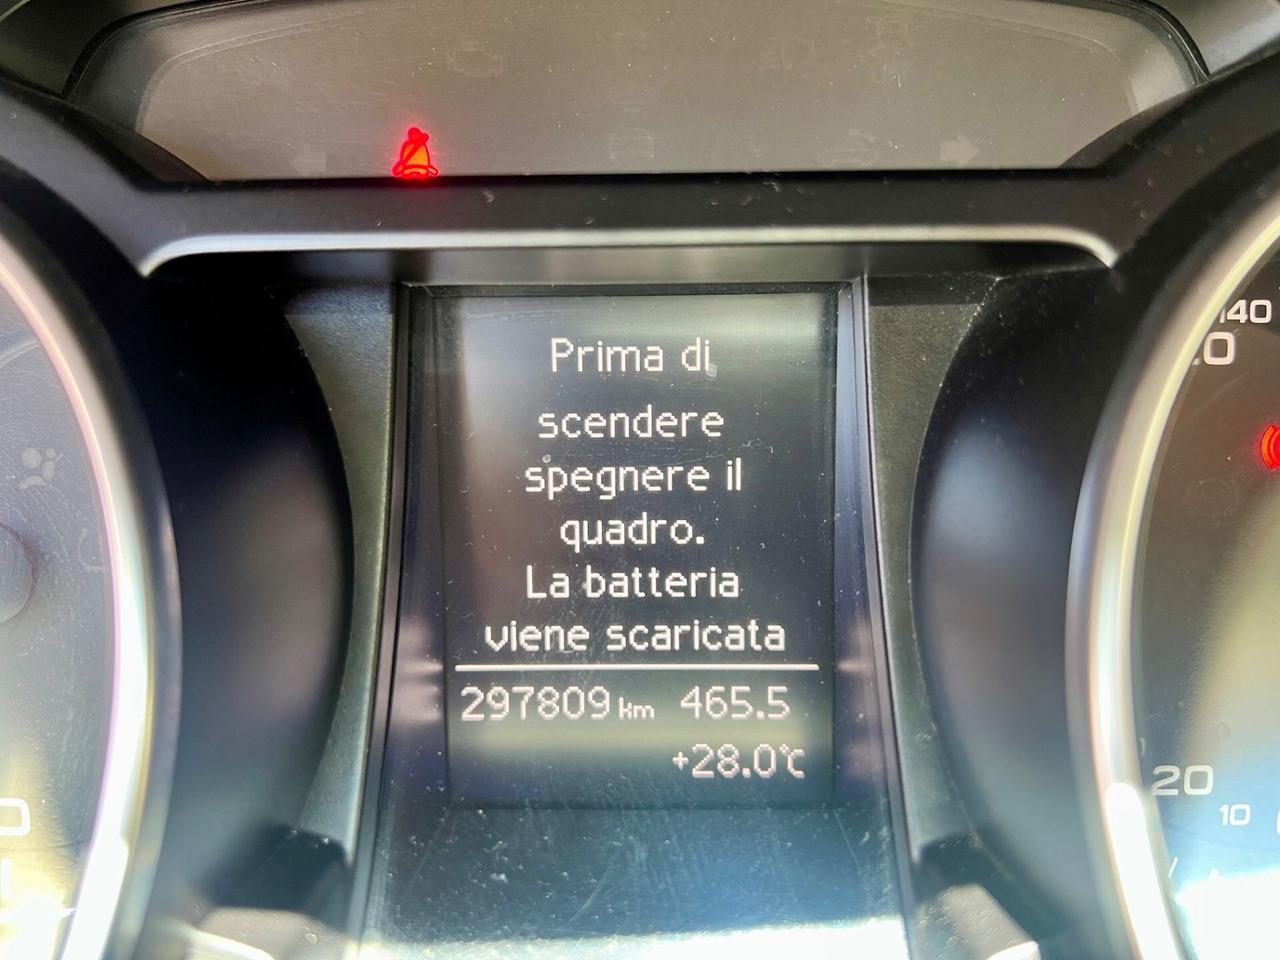 Prima di
scendere
spegnere il
quadro.
La batteria
viene scaricata
297809 km 465.5
+28.0°C
140
20
10